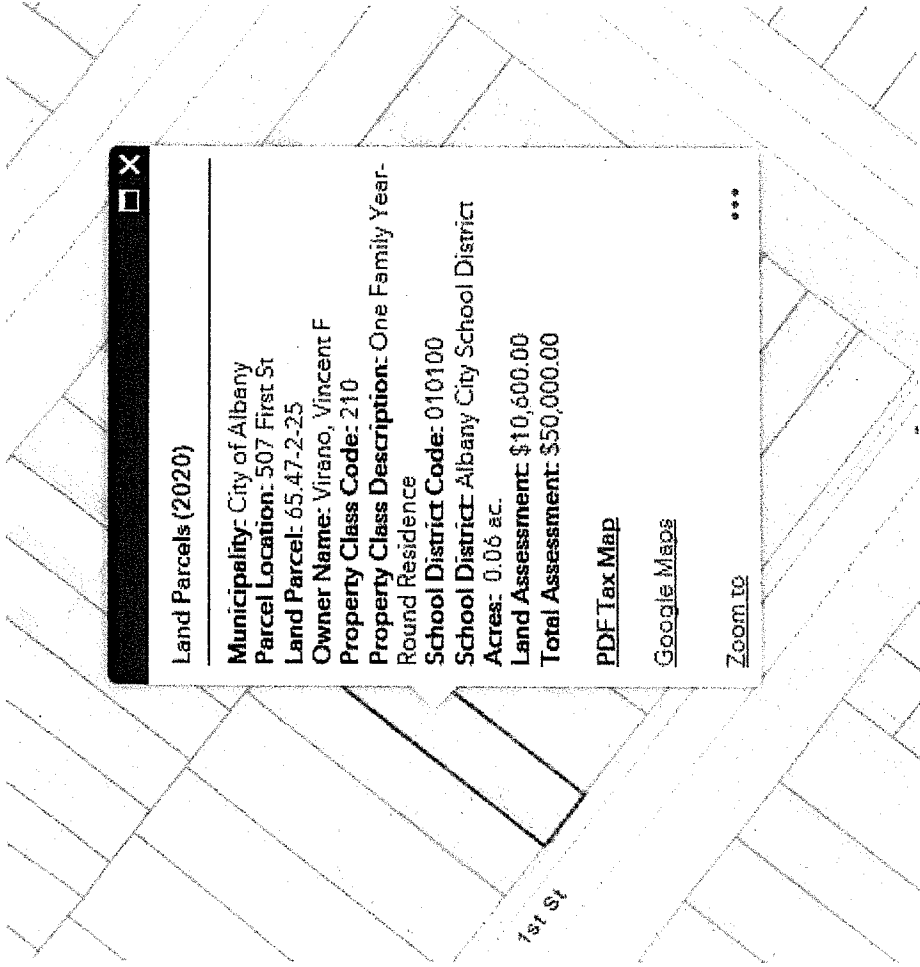 Land Parcels (2020)
Municipality: City of Albany
Parcel Location: 507 First St
Land Parcel: 65.47-2-25
Owner Name: Virano, Vincent F
Property Class Code: 210
Property Class Description: One Family Year-
Round Residence
School District Code: 010100
School District: Albany City School District
Acres: 0.06 ac.
Land Assessment: $10,600.00
Total Assessment: $50,000.00
PDF Tax Map
Google Maps
Zoom to
•••
1st St